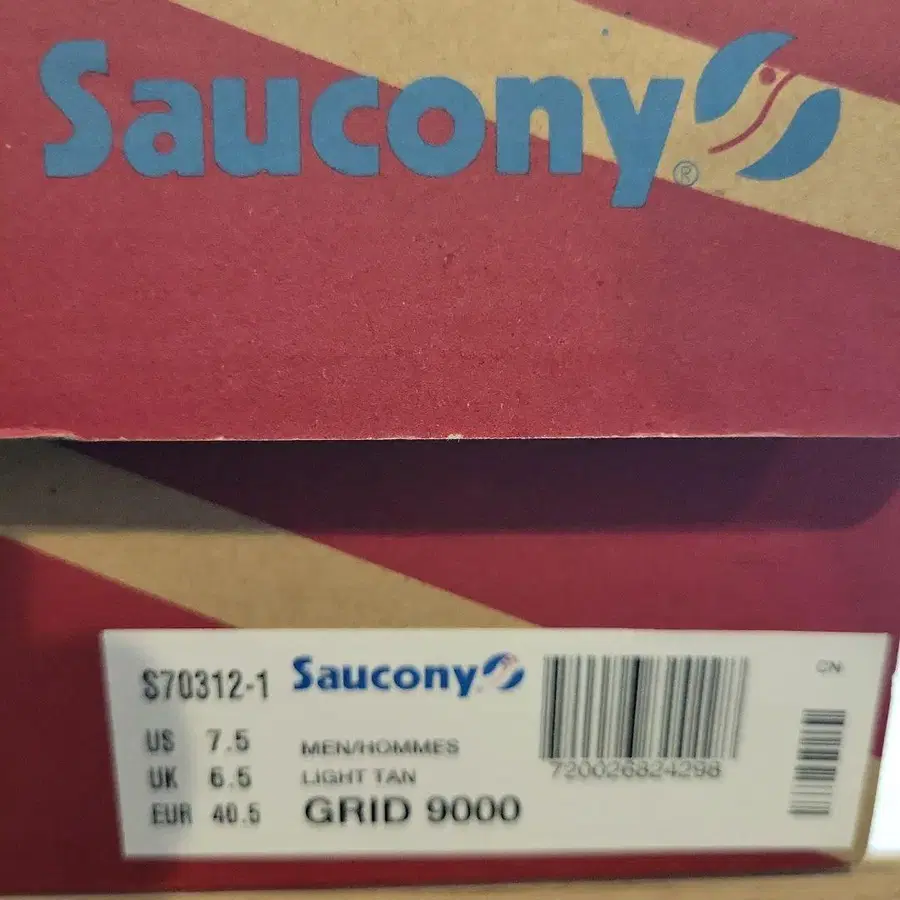 Saucony®
S70312-1 Saucony
US 7.5
UK 6.5
EUR 40.5
MEN/HOMMES
LIGHT TAN
GRID 9000
720026824298
CN